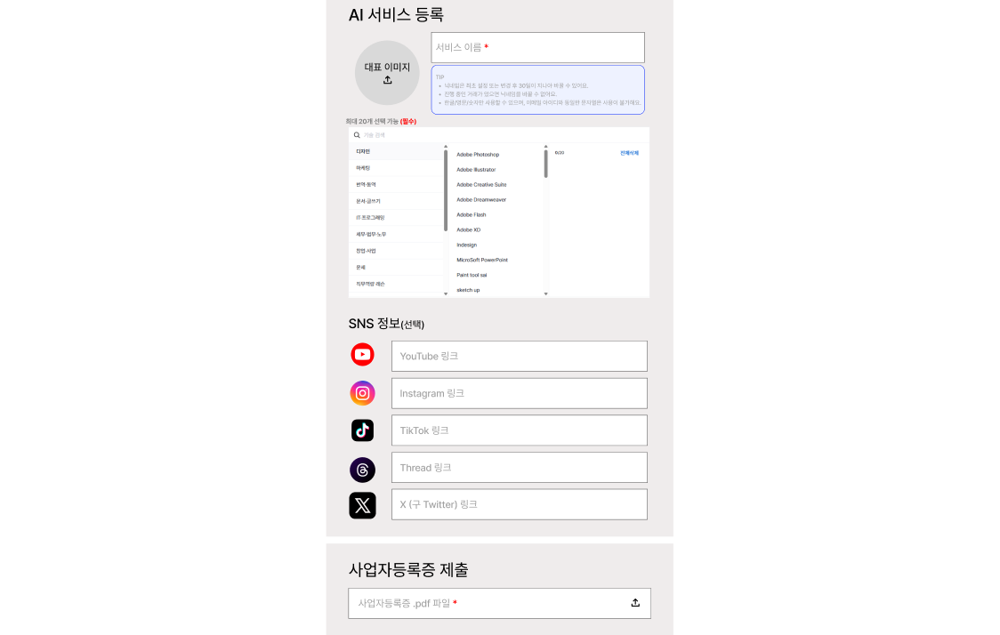 AI 서비스 등록
대표 이미지
서비스 이름 *
TIP
• 닉네임은 최초 설정 또는 변경 후 30일이 지나야 바꿀 수 있어요.
• 진행 중인 거래가 있으면 닉네임을 바꿀 수 없어요.
• 한글/영문/숫자만 사용할 수 있으며, 이메일 아이디와 동일한 문자열은 사용이 불가해요.
최대 20개 선택 가능 (필수)
기술 검색
디자인
마케팅
번역·통역
문서·글쓰기
IT·프로그래밍
세무·법무·노무
창업·사업
운세
직무역량 레슨
Adobe Photoshop
Adobe Illustrator
Adobe Creative Suite
Adobe Dreamweaver
Adobe Flash
Adobe XD
Indesign
MicroSoft PowerPoint
Paint tool sai
sketch up
0/20
전체삭제
SNS 정보(선택)
YouTube 링크
Instagram 링크
TikTok 링크
Thread 링크
X (구 Twitter) 링크
사업자등록증 제출
사업자등록증 .pdf 파일 *